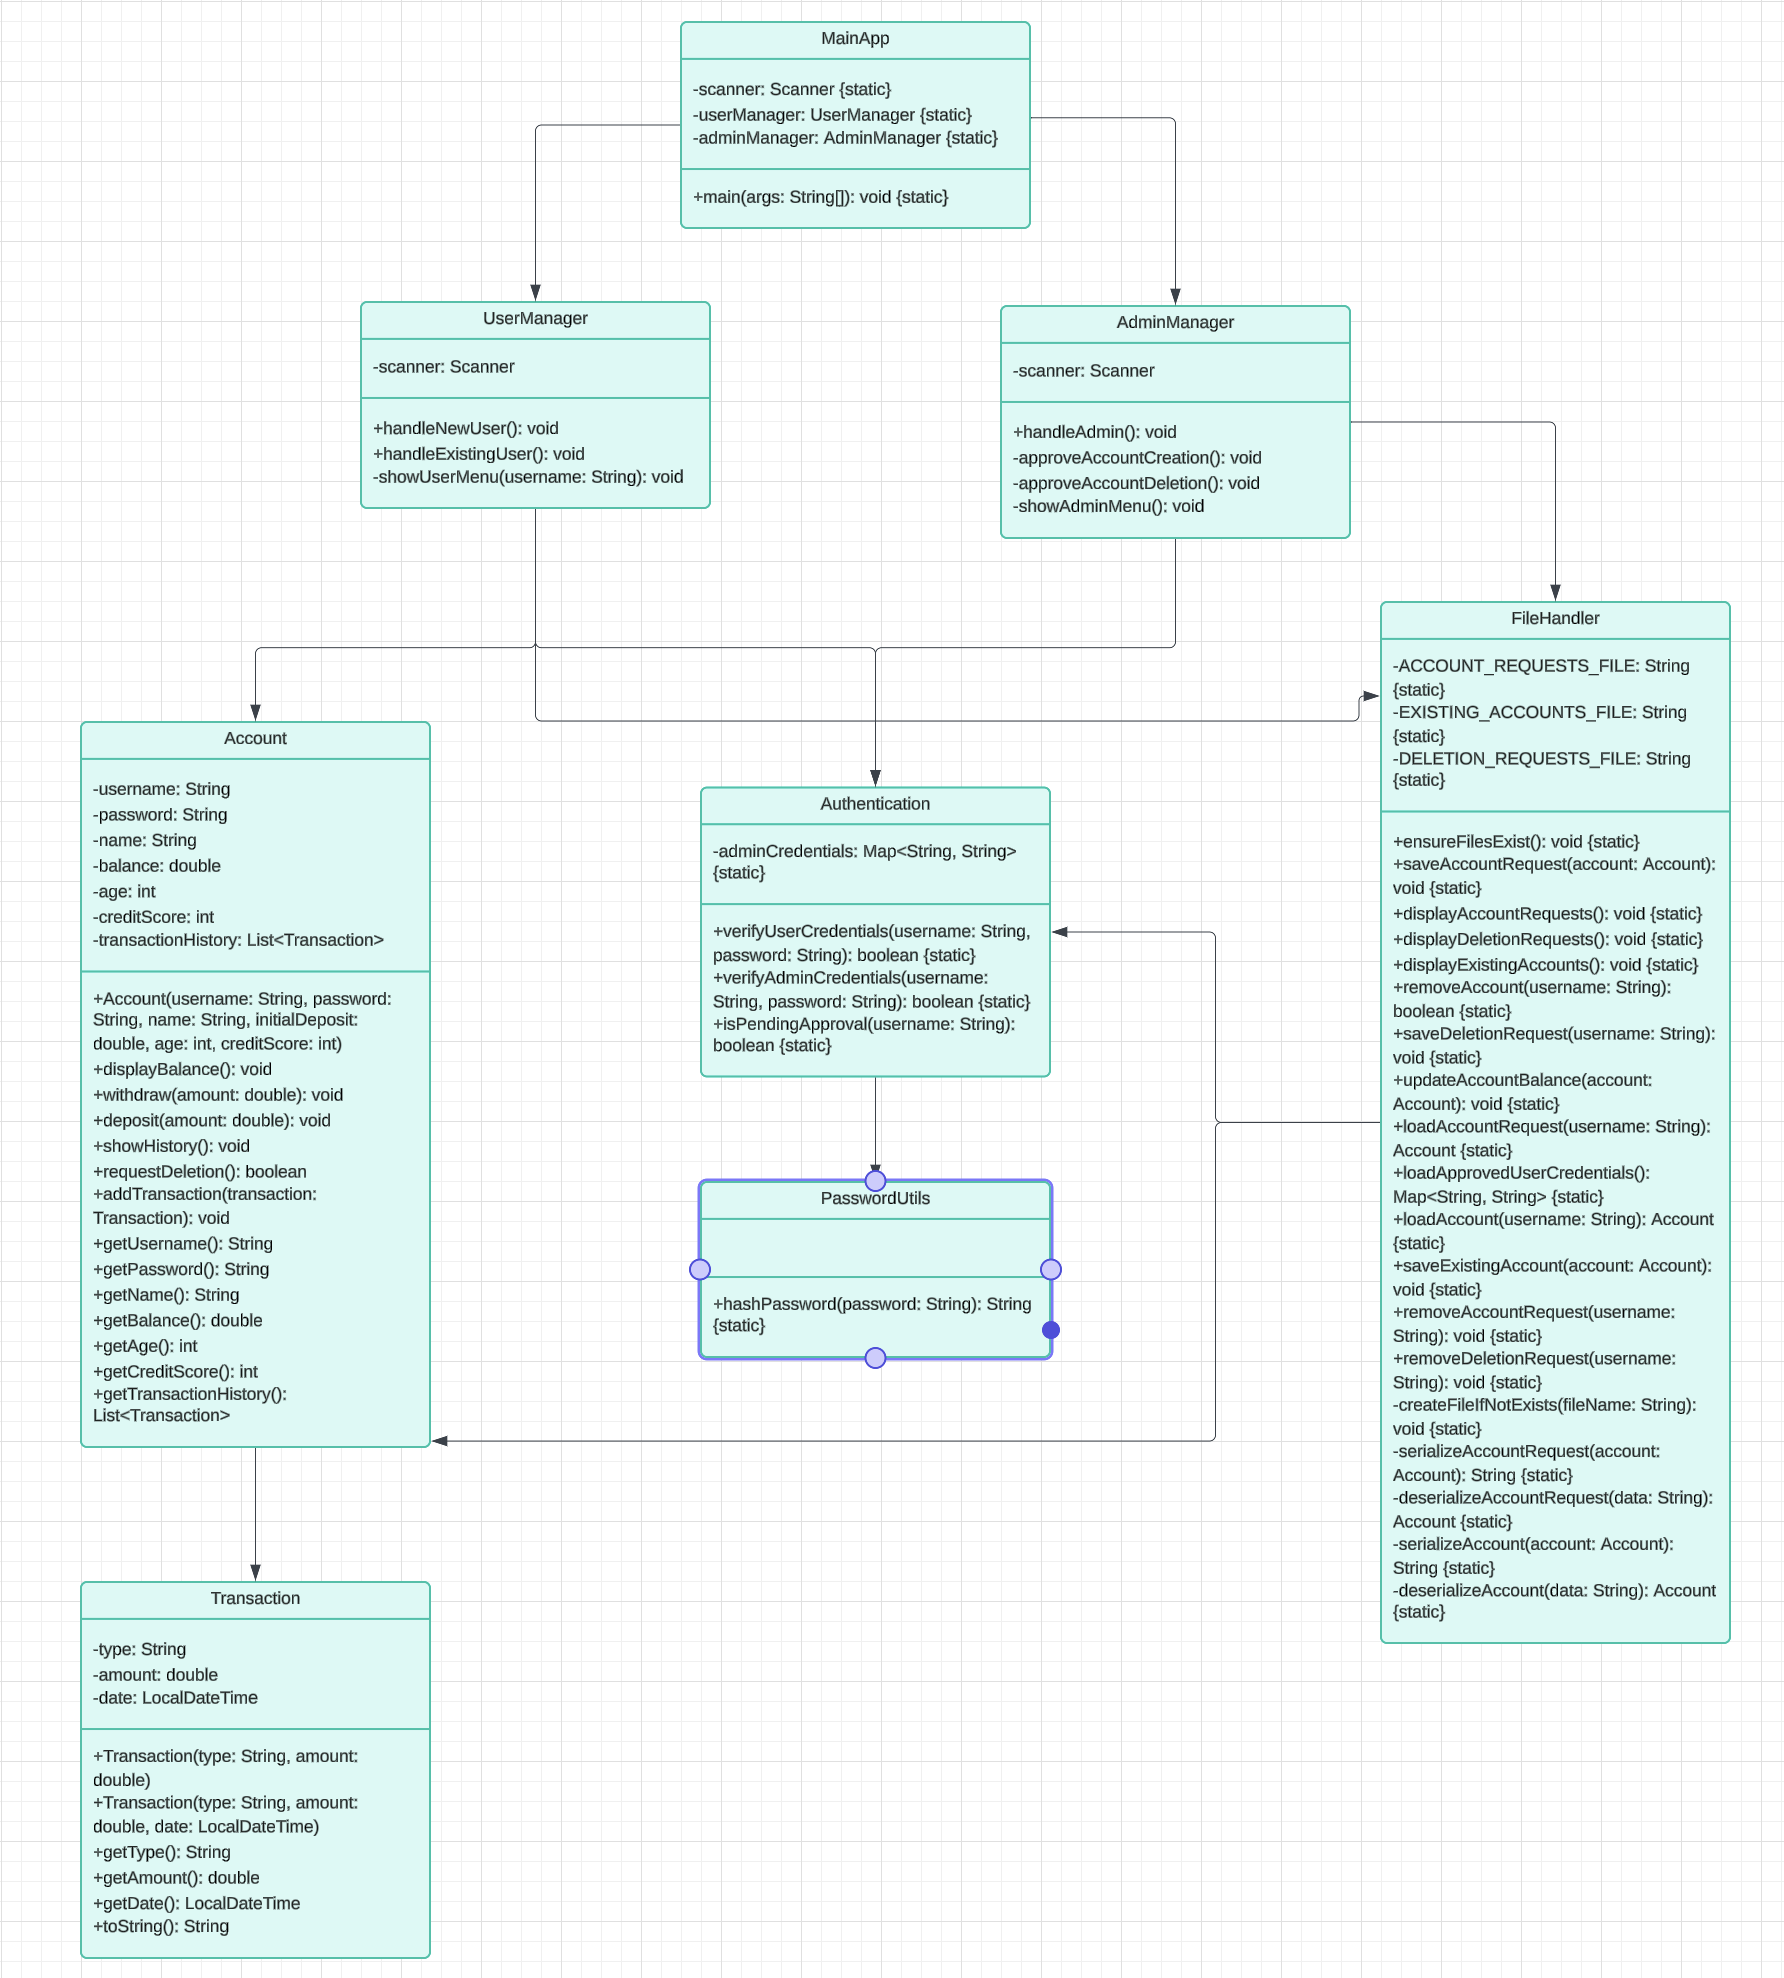 MainApp
-scanner: Scanner {static}
-userManager: UserManager {static}
-adminManager: AdminManager {static}
+main(args: String[]): void {static}
UserManager
-scanner: Scanner
+handleNewUser(): void
+handleExistingUser(): void
-showUserMenu(username: String): void
AdminManager
-scanner: Scanner
+handleAdmin(): void
-approveAccountCreation(): void
-approveAccountDeletion(): void
-showAdminMenu(): void
FileHandler
-ACCOUNT_REQUESTS_FILE: String
{static}
-EXISTING_ACCOUNTS_FILE: String
{static}
-DELETION_REQUESTS_FILE: String
{static}
+ensureFilesExist(): void {static}
+saveAccountRequest(account: Account):
void {static}
+displayAccountRequests(): void {static}
+displayDeletionRequests(): void {static}
+displayExistingAccounts(): void {static}
+removeAccount(username: String):
boolean {static}
+saveDeletionRequest(username: String):
void {static}
+updateAccountBalance(account:
Account): void {static}
+loadAccountRequest(username: String):
Account {static}
+loadApprovedUserCredentials():
Map<String, String> {static}
+loadAccount(username: String): Account
{static}
+saveExistingAccount(account: Account):
void {static}
+removeAccountRequest(username:
String): void {static}
+removeDeletionRequest(username:
String): void {static}
-createFileIfNotExists(fileName: String):
void {static}
-serializeAccountRequest(account:
Account): String {static}
-deserializeAccountRequest(data: String):
Account {static}
-serializeAccount(account: Account):
String {static}
-deserializeAccount(data: String): Account
{static}
Account
-username: String
-password: String
-name: String
-balance: double
-age: int
-creditScore: int
-transactionHistory: List<Transaction>
+Account(username: String, password:
String, name: String, initialDeposit:
double, age: int, creditScore: int)
+displayBalance(): void
+withdraw(amount: double): void
+deposit(amount: double): void
+showHistory(): void
+requestDeletion(): boolean
+addTransaction(transaction:
Transaction): void
+getUsername(): String
+getPassword(): String
+getName(): String
+getBalance(): double
+getAge(): int
+getCreditScore(): int
+getTransactionHistory():
List<Transaction>
Authentication
-adminCredentials: Map<String, String>
{static}
+verifyUserCredentials(username: String,
password: String): boolean {static}
+verifyAdminCredentials(username:
String, password: String): boolean {static}
+isPendingApproval(username: String):
boolean {static}
PasswordUtils
+hashPassword(password: String): String
{static}
Transaction
-type: String
-amount: double
-date: LocalDateTime
+Transaction(type: String, amount:
double)
+Transaction(type: String, amount:
double, date: LocalDateTime)
+getType(): String
+getAmount(): double
+getDate(): LocalDateTime
+toString(): String